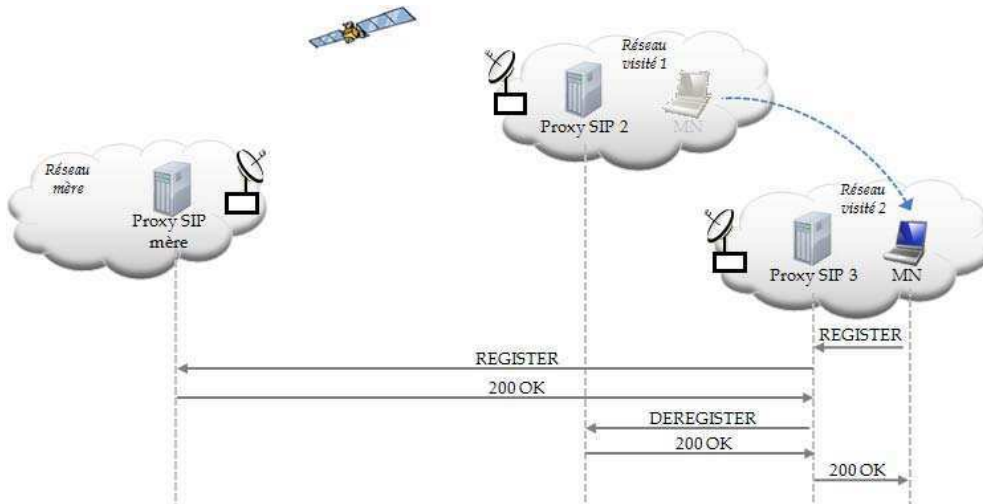 Réseau
visité 1
Proxy SIP 2
MN
Réseau
mère
Proxy SIP
mère
Réseau
visité 2
Proxy SIP 3
MN
REGISTER
REGISTER
200 OK
DEREGISTER
200 OK
200 OK